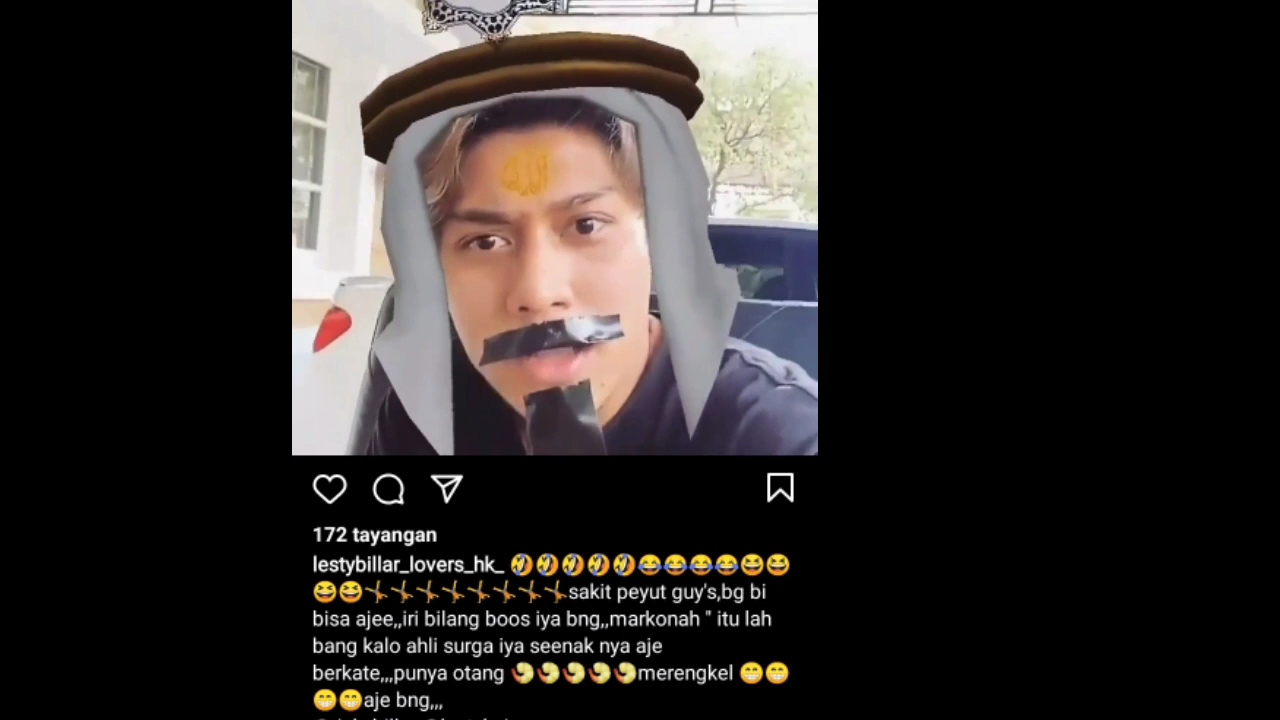 الله
172 tayangan
lestybillar_lovers_hk_ 🤣🤣🤣🤣🤣😂😂😂😂😆😆
😆😆🤸🤸🤸🤸🤸🤸🤸🤸sakit peyut guy's,bg bi
bisa ajee,,iri bilang boos iya bng,,markonah " itu lah
bang kalo ahli surga iya seenak nya aje
berkate,,,punya otang 🍤🍤🍤🍤🍤merengkel 😁😁
😁😁aje bng,,,